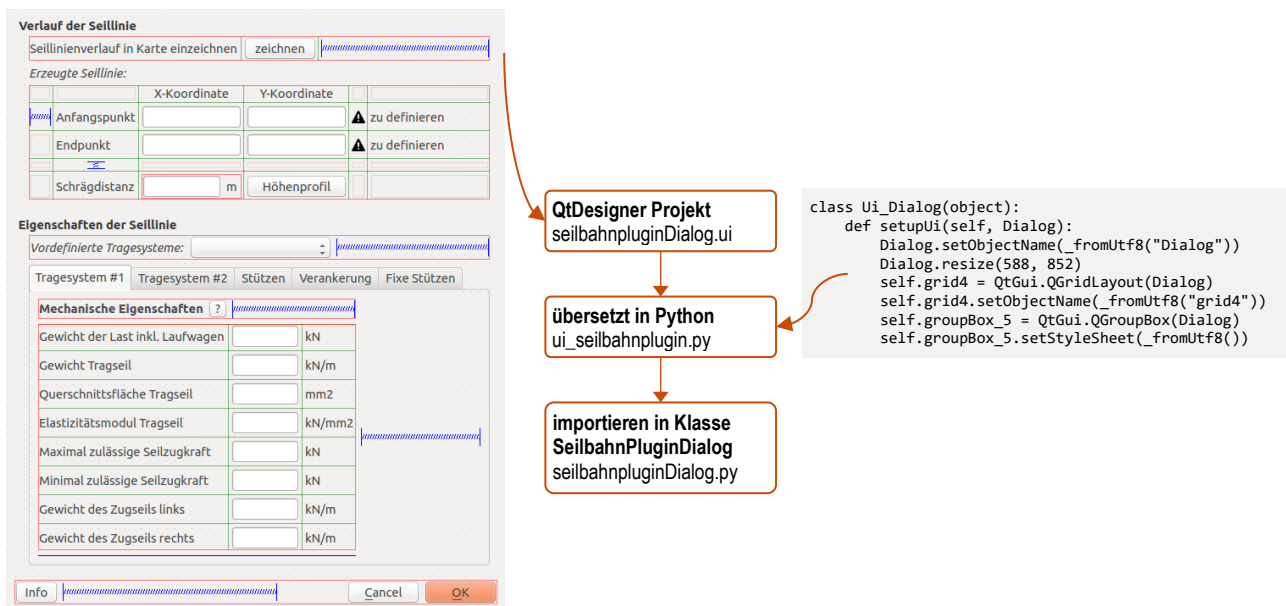 Verlauf der Seillinie
Seillinienverlauf in Karte einzeichnen zeichnen
Erzeugte Seillinie:
X-Koordinate Y-Koordinate
Anfangspunkt zu definieren
Endpunkt zu definieren
Schrägdistanz m Höhenprofil
Eigenschaften der Seillinie
Vordefinierte Tragesysteme:
Tragesystem #1 Tragesystem #2 Stützen Verankerung Fixe Stützen
Mechanische Eigenschaften ?
Gewicht der Last inkl. Laufwagen kN
Gewicht Tragseil kN/m
Querschnittsfläche Tragseil mm2
Elastizitätsmodul Tragseil kN/mm2
Maximal zulässige Seilzugkraft kN
Minimal zulässige Seilzugkraft kN
Gewicht des Zugseils links kN/m
Gewicht des Zugseils rechts kN/m
Info Cancel OK
QtDesigner Projekt
seilbahnpluginDialog.ui
übersetzt in Python
ui_seilbahnplugin.py
importieren in Klasse
SeilbahnPluginDialog
seilbahnpluginDialog.py
class Ui_Dialog(object):
    def setupUi(self, Dialog):
        Dialog.setObjectName(_fromUtf8("Dialog"))
        Dialog.resize(588, 852)
        self.grid4 = QtGui.QGridLayout(Dialog)
        self.grid4.setObjectName(_fromUtf8("grid4"))
        self.groupBox_5 = QtGui.QGroupBox(Dialog)
        self.groupBox_5.setStyleSheet(_fromUtf8())